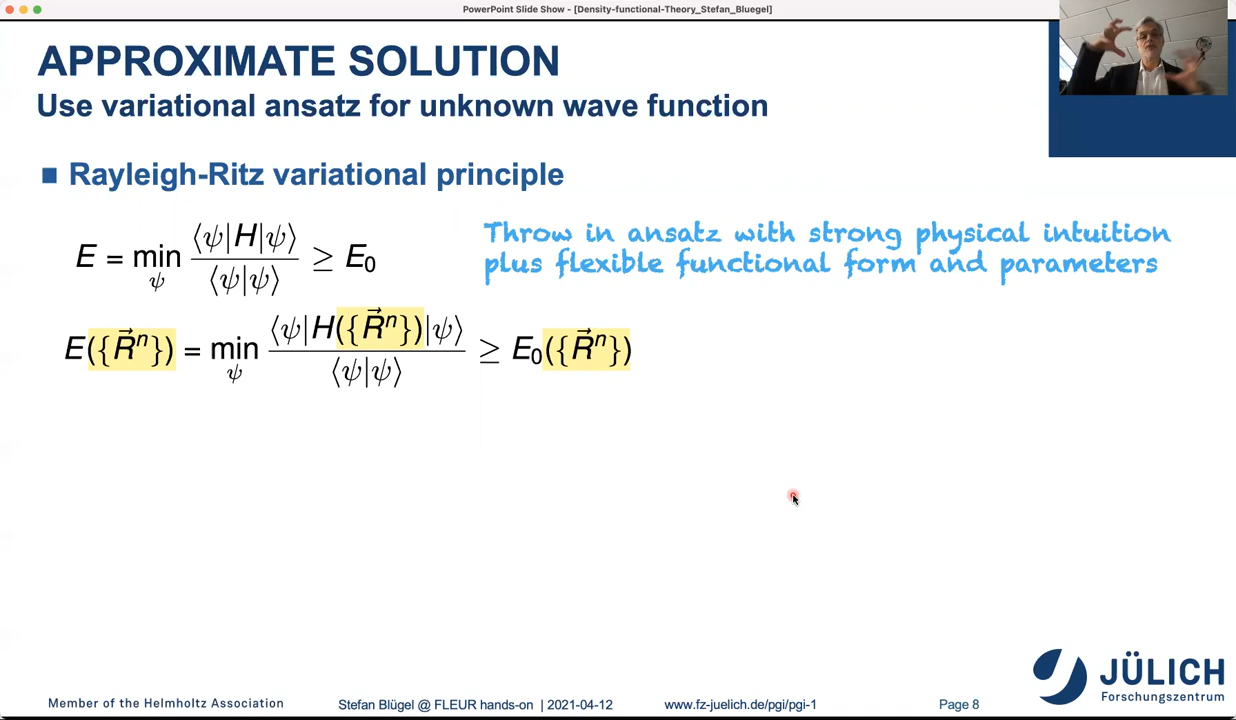 PowerPoint Slide Show - [Density-functional-Theory_Stefan_Bluegel]
APPROXIMATE SOLUTION
Use variational ansatz for unknown wave function
■ Rayleigh-Ritz variational principle
E = min_ψ ⟨ψ|H|ψ⟩ / ⟨ψ|ψ⟩ ≥ E₀
Throw in ansatz with strong physical intuition
plus flexible functional form and parameters
E({R⃗ⁿ}) = min_ψ ⟨ψ|H({R⃗ⁿ})|ψ⟩ / ⟨ψ|ψ⟩ ≥ E₀({R⃗ⁿ})
JÜLICH
Forschungszentrum
Member of the Helmholtz Association
Stefan Blügel @ FLEUR hands-on | 2021-04-12
www.fz-juelich.de/pgi/pgi-1
Page 8